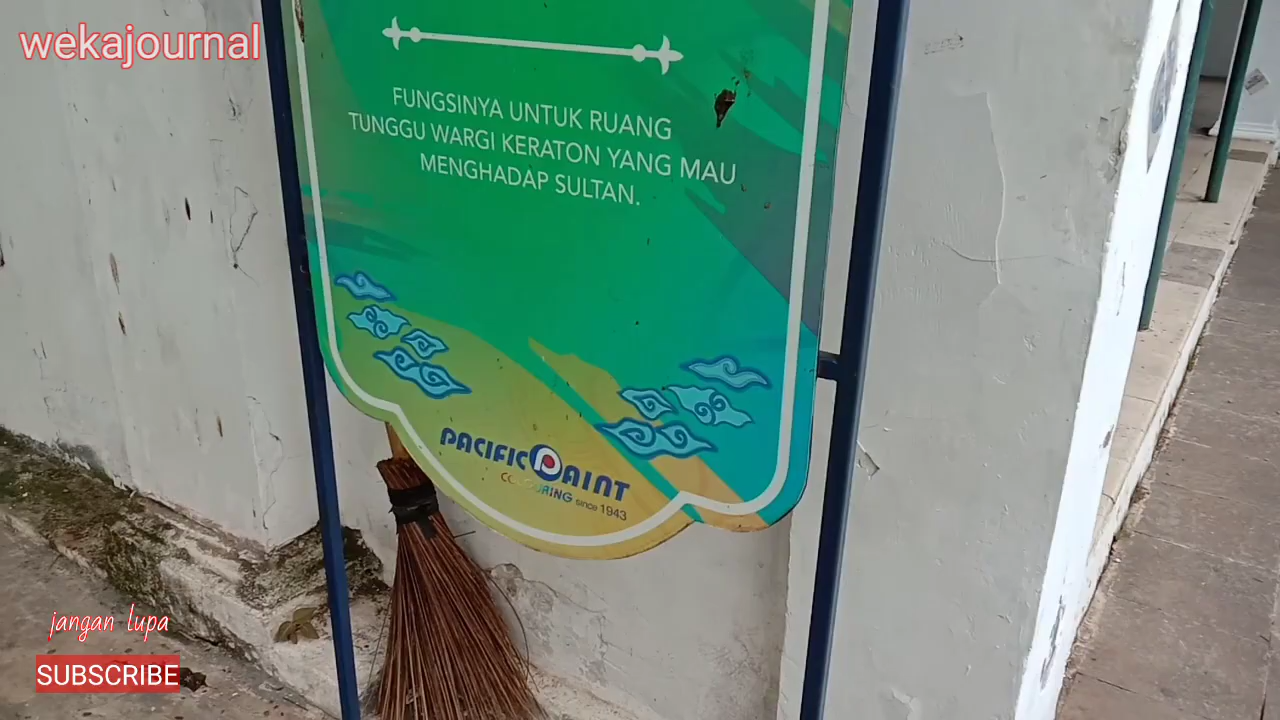 wekajournal
FUNGSINYA UNTUK RUANG
TUNGGU WARGI KERATON YANG MAU
MENGHADAP SULTAN.
PACIFIC PAINT
COLOURING since 1943
jangan lupa
SUBSCRIBE